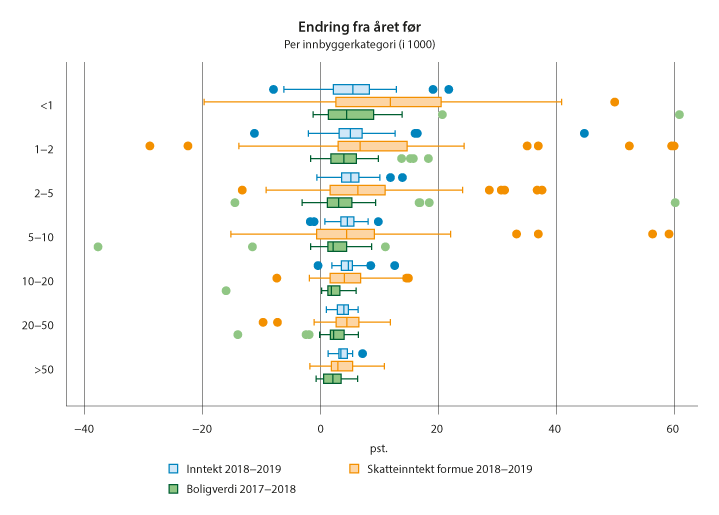 Endring fra året før
Per innbyggerkategori (i 1000)
<1
1–2
2–5
5–10
10–20
20–50
>50
−40
−20
0
20
40
60
pst.
Inntekt 2018–2019
Skatteinntekt formue 2018–2019
Boligverdi 2017–2018